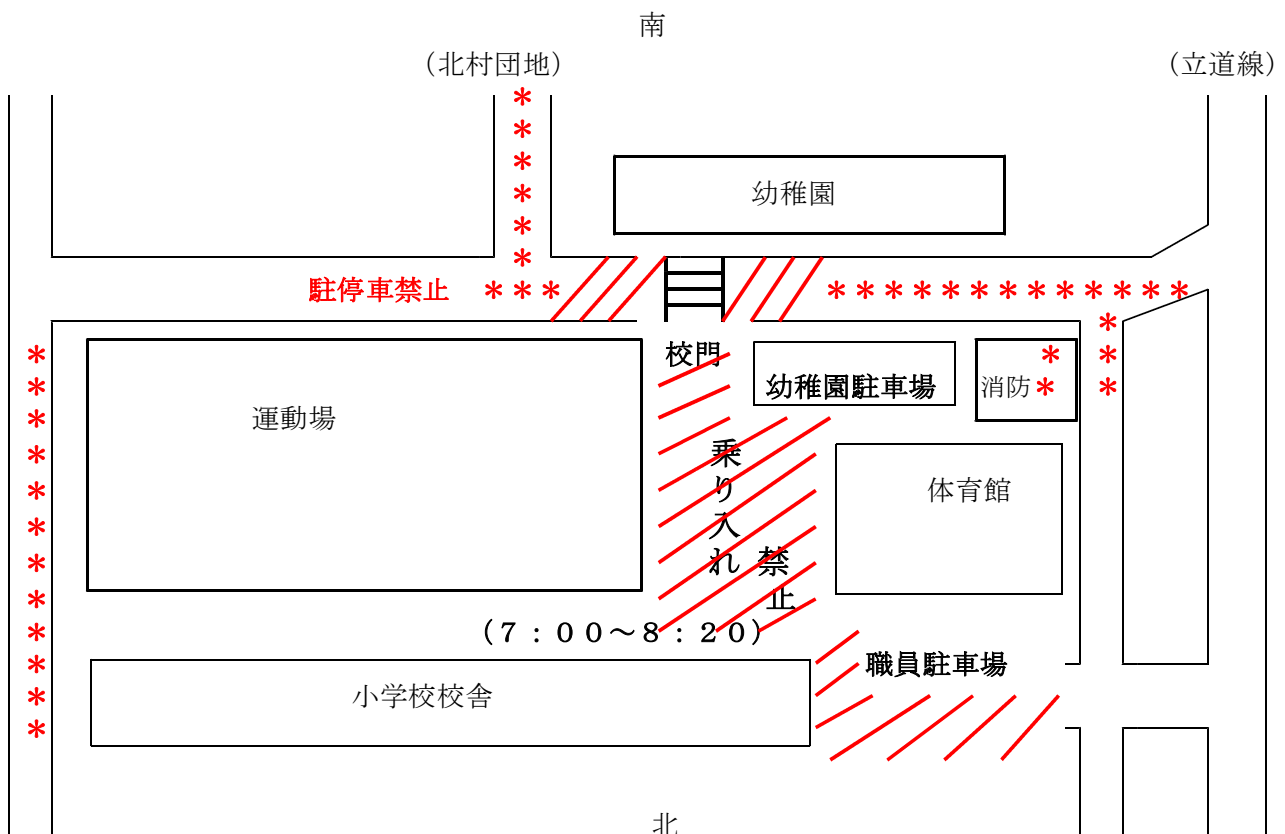 南
(北村団地)
(立道線)
幼稚園
駐停車禁止
校門
幼稚園駐車場
消防
運動場
乗り入れ
禁止
体育館
(7:00~8:20)
職員駐車場
小学校校舎
北